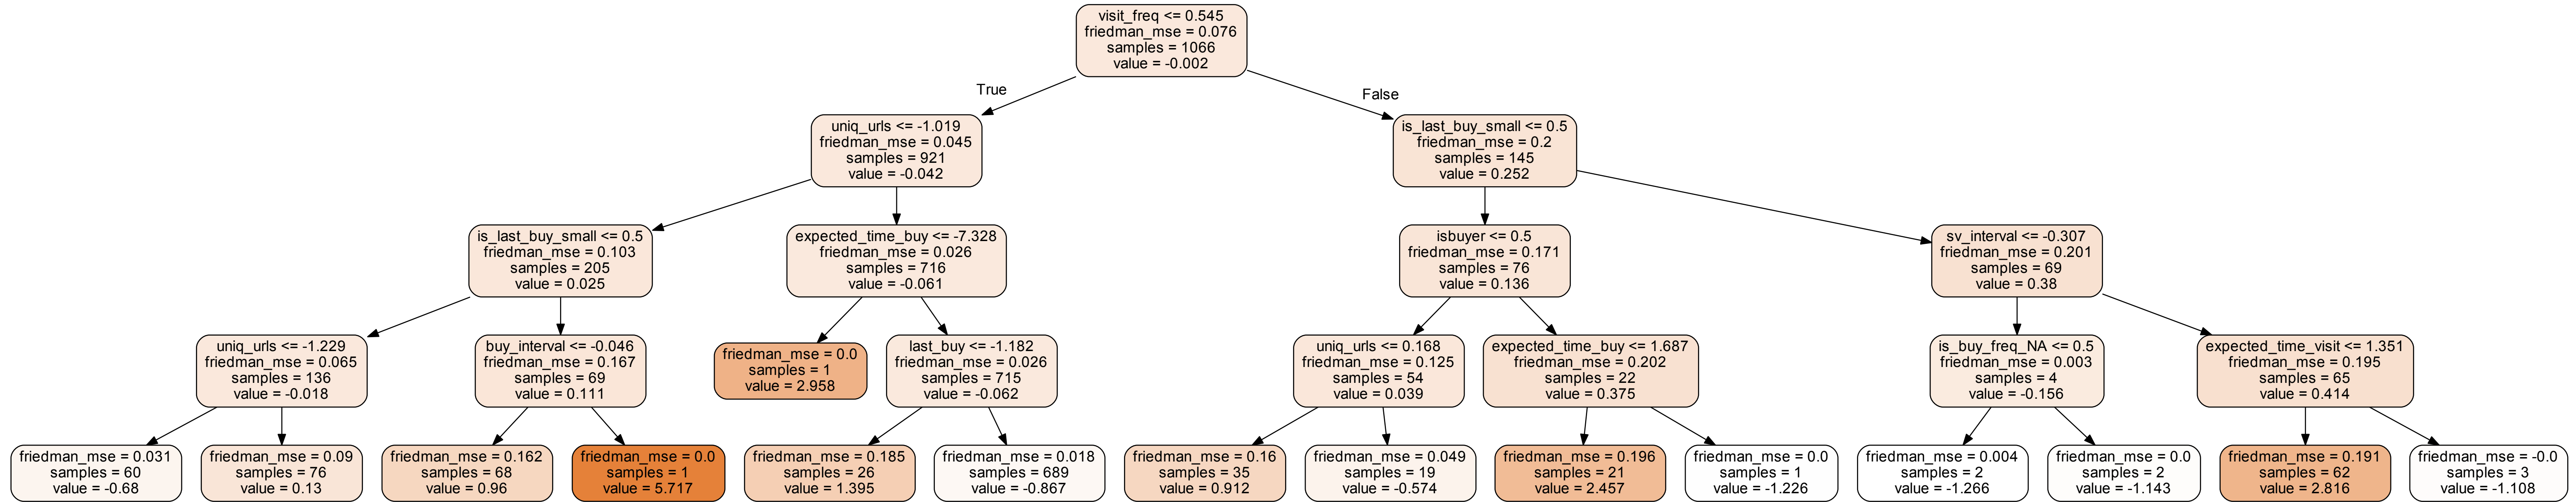 visit_freq <= 0.545
friedman_mse = 0.076
samples = 1066
value = -0.002
True
False
uniq_urls <= -1.019
friedman_mse = 0.045
samples = 921
value = -0.042
is_last_buy_small <= 0.5
friedman_mse = 0.2
samples = 145
value = 0.252
is_last_buy_small <= 0.5
friedman_mse = 0.103
samples = 205
value = 0.025
expected_time_buy <= -7.328
friedman_mse = 0.026
samples = 716
value = -0.061
isbuyer <= 0.5
friedman_mse = 0.171
samples = 76
value = 0.136
sv_interval <= -0.307
friedman_mse = 0.201
samples = 69
value = 0.38
uniq_urls <= -1.229
friedman_mse = 0.065
samples = 136
value = -0.018
buy_interval <= -0.046
friedman_mse = 0.167
samples = 69
value = 0.111
friedman_mse = 0.0
samples = 1
value = 2.958
last_buy <= -1.182
friedman_mse = 0.026
samples = 715
value = -0.062
uniq_urls <= 0.168
friedman_mse = 0.125
samples = 54
value = 0.039
expected_time_buy <= 1.687
friedman_mse = 0.202
samples = 22
value = 0.375
is_buy_freq_NA <= 0.5
friedman_mse = 0.003
samples = 4
value = -0.156
expected_time_visit <= 1.351
friedman_mse = 0.195
samples = 65
value = 0.414
friedman_mse = 0.031
samples = 60
value = -0.68
friedman_mse = 0.09
samples = 76
value = 0.13
friedman_mse = 0.162
samples = 68
value = 0.96
friedman_mse = 0.0
samples = 1
value = 5.717
friedman_mse = 0.185
samples = 26
value = 1.395
friedman_mse = 0.018
samples = 689
value = -0.867
friedman_mse = 0.16
samples = 35
value = 0.912
friedman_mse = 0.049
samples = 19
value = -0.574
friedman_mse = 0.196
samples = 21
value = 2.457
friedman_mse = 0.0
samples = 1
value = -1.226
friedman_mse = 0.004
samples = 2
value = -1.266
friedman_mse = 0.0
samples = 2
value = -1.143
friedman_mse = 0.191
samples = 62
value = 2.816
friedman_mse = -0.0
samples = 3
value = -1.108